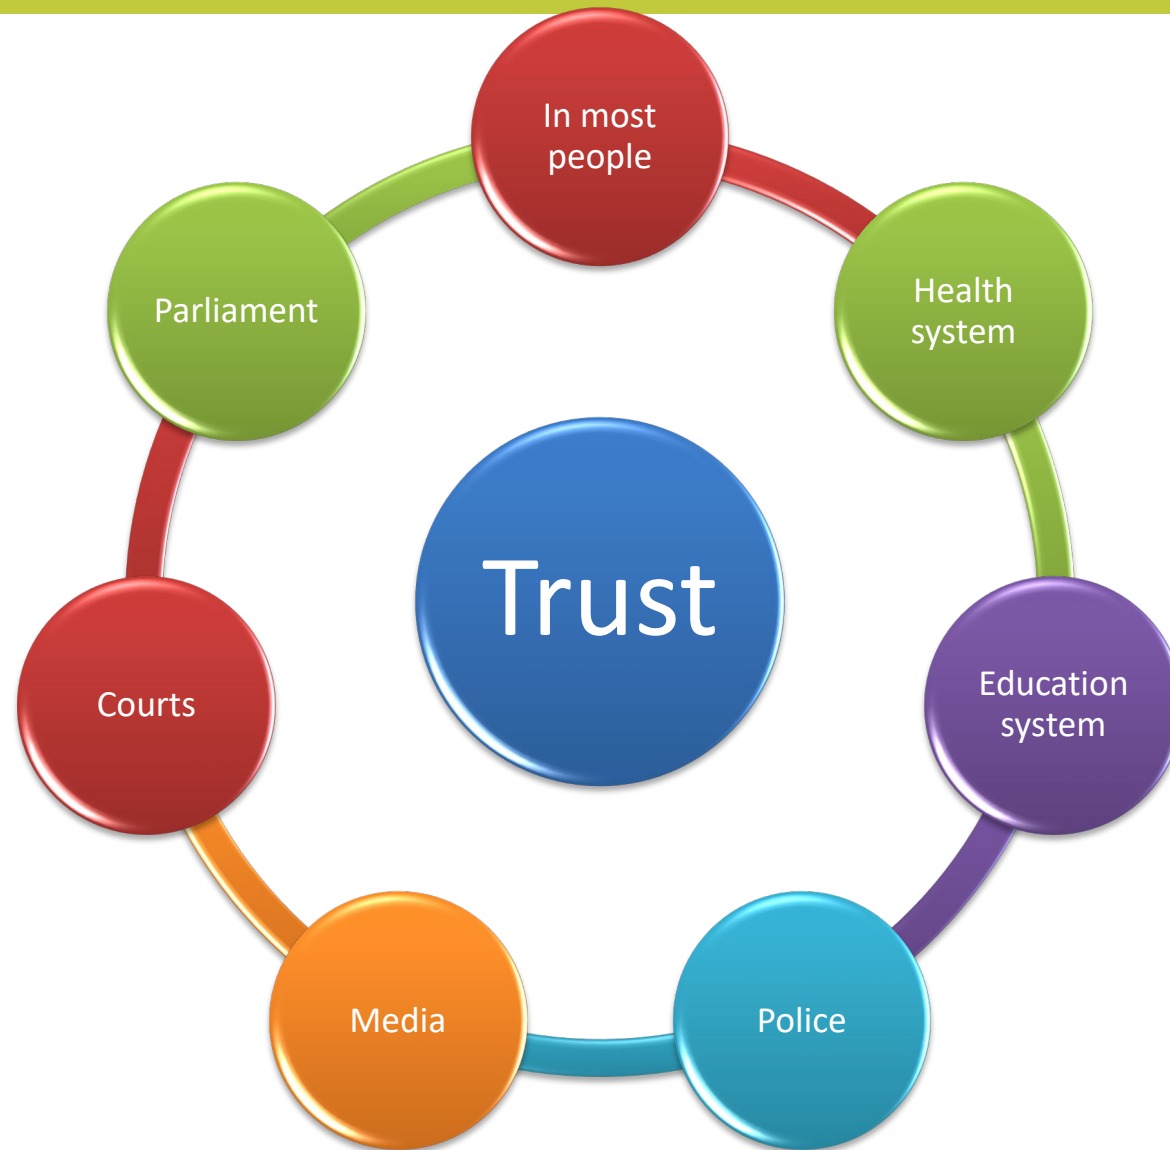 In most
people
Health
system
Education
system
Police
Media
Courts
Parliament
Trust